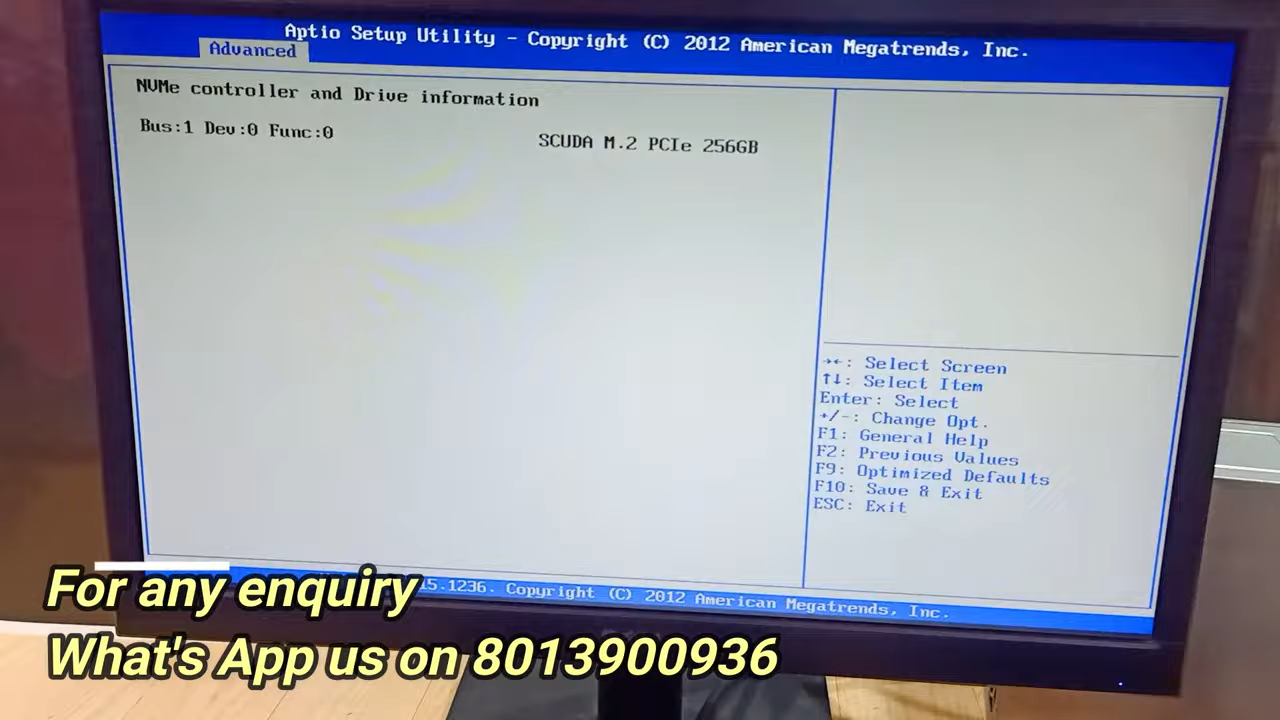 Aptio Setup Utility - Copyright (C) 2012 American Megatrends, Inc.
Advanced
NVMe controller and Drive information
Bus:1 Dev:0 Func:0
SCUDA M.2 PCIe 256GB
→←: Select Screen
↑↓: Select Item
Enter: Select
+/-: Change Opt.
F1: General Help
F2: Previous Values
F9: Optimized Defaults
F10: Save & Exit
ESC: Exit
15.1236. Copyright (C) 2012 American Megatrends, Inc.
For any enquiry
What's App us on 8013900936